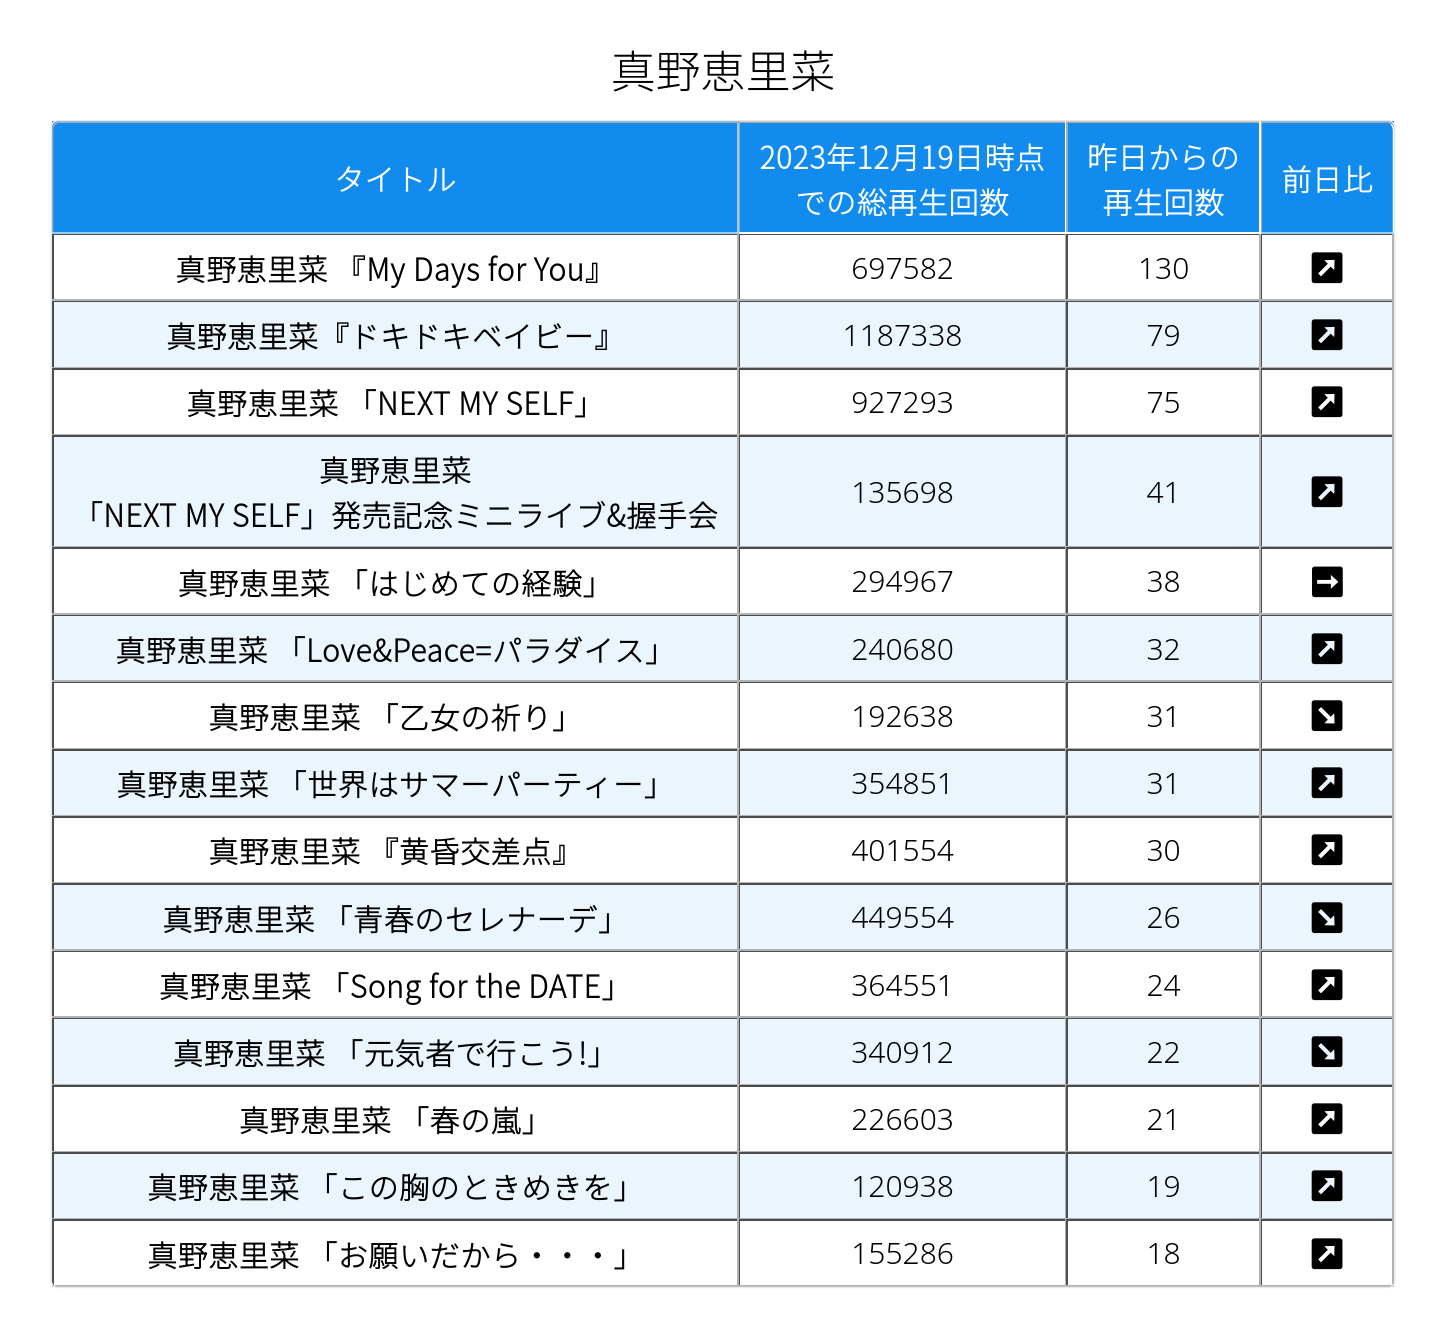 真野恵里菜
タイトル
2023年12月19日時点
での総再生回数
昨日からの
再生回数
前日比
真野恵里菜 『My Days for You』 697582 130 ↗
真野恵里菜『ドキドキベイビー』 1187338 79 ↗
真野恵里菜 「NEXT MY SELF」 927293 75 ↗
真野恵里菜
「NEXT MY SELF」発売記念ミニライブ&握手会 135698 41 ↗
真野恵里菜 「はじめての経験」 294967 38 →
真野恵里菜 「Love&Peace=パラダイス」 240680 32 ↗
真野恵里菜 「乙女の祈り」 192638 31 ↘
真野恵里菜 「世界はサマーパーティー」 354851 31 ↗
真野恵里菜 『黄昏交差点』 401554 30 ↗
真野恵里菜 「青春のセレナーデ」 449554 26 ↘
真野恵里菜 「Song for the DATE」 364551 24 ↗
真野恵里菜 「元気者で行こう!」 340912 22 ↘
真野恵里菜 「春の嵐」 226603 21 ↗
真野恵里菜 「この胸のときめきを」 120938 19 ↗
真野恵里菜 「お願いだから・・・」 155286 18 ↗